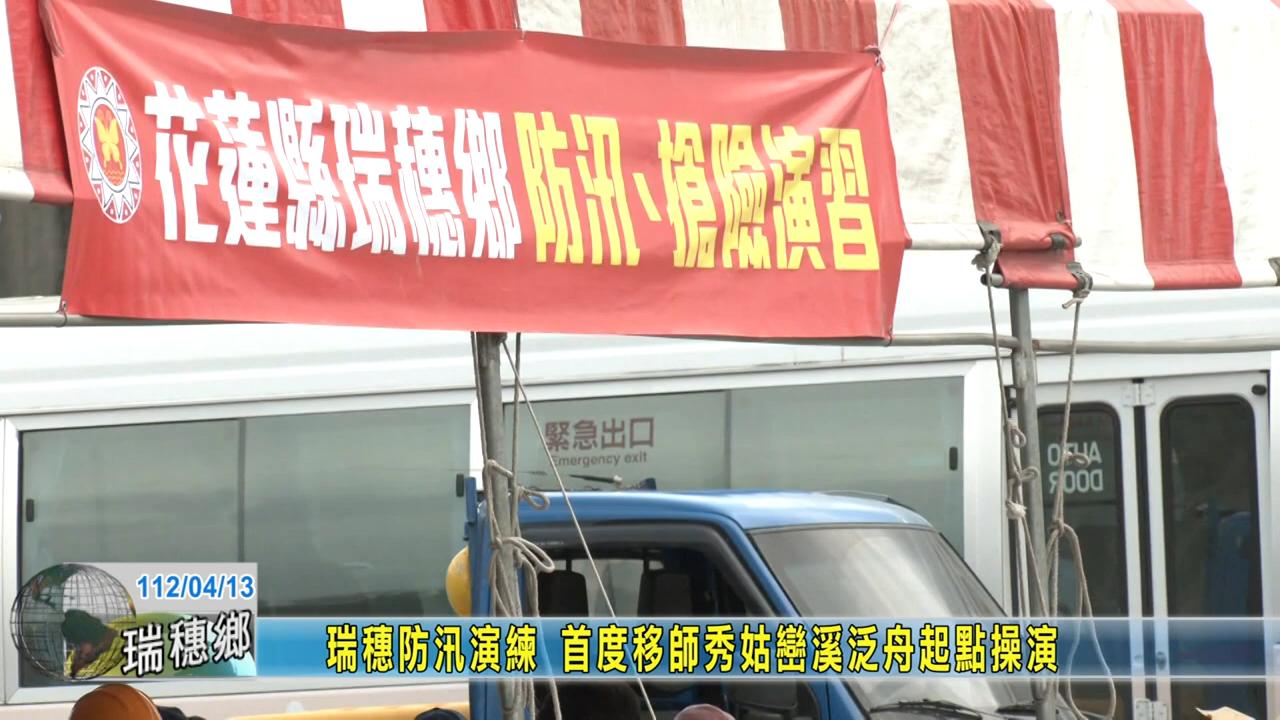 花蓮縣瑞穗鄉防汛、搶險演習
緊急出口
Emergency exit
AUTO
DOOR
112/04/13
瑞穗鄉
瑞穗防汛演練 首度移師秀姑巒溪泛舟起點操演